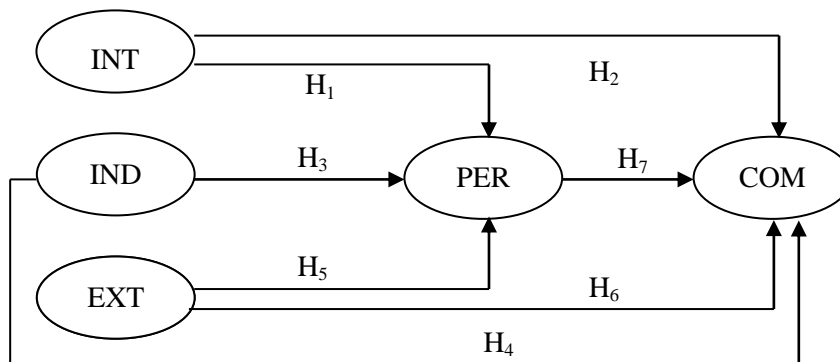 INT
H₁
H₂
IND
H₃
PER
H₇
COM
H₅
EXT
H₆
H₄